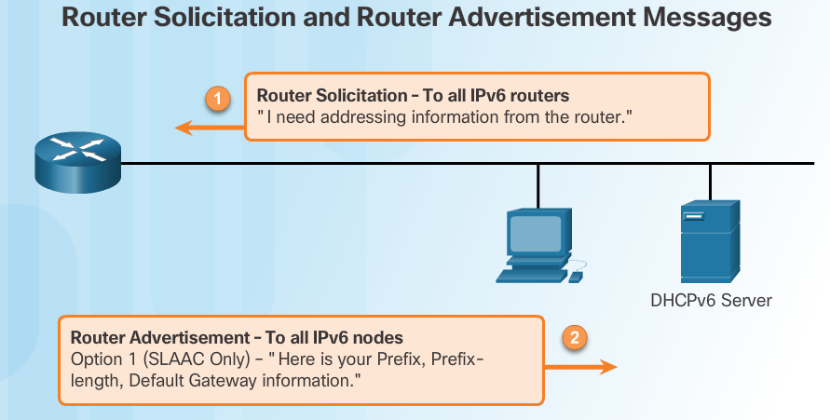 Router Solicitation and Router Advertisement Messages
1
Router Solicitation – To all IPv6 routers
"I need addressing information from the router."
DHCPv6 Server
Router Advertisement – To all IPv6 nodes
2
Option 1 (SLAAC Only) – "Here is your Prefix, Prefix-
length, Default Gateway information."